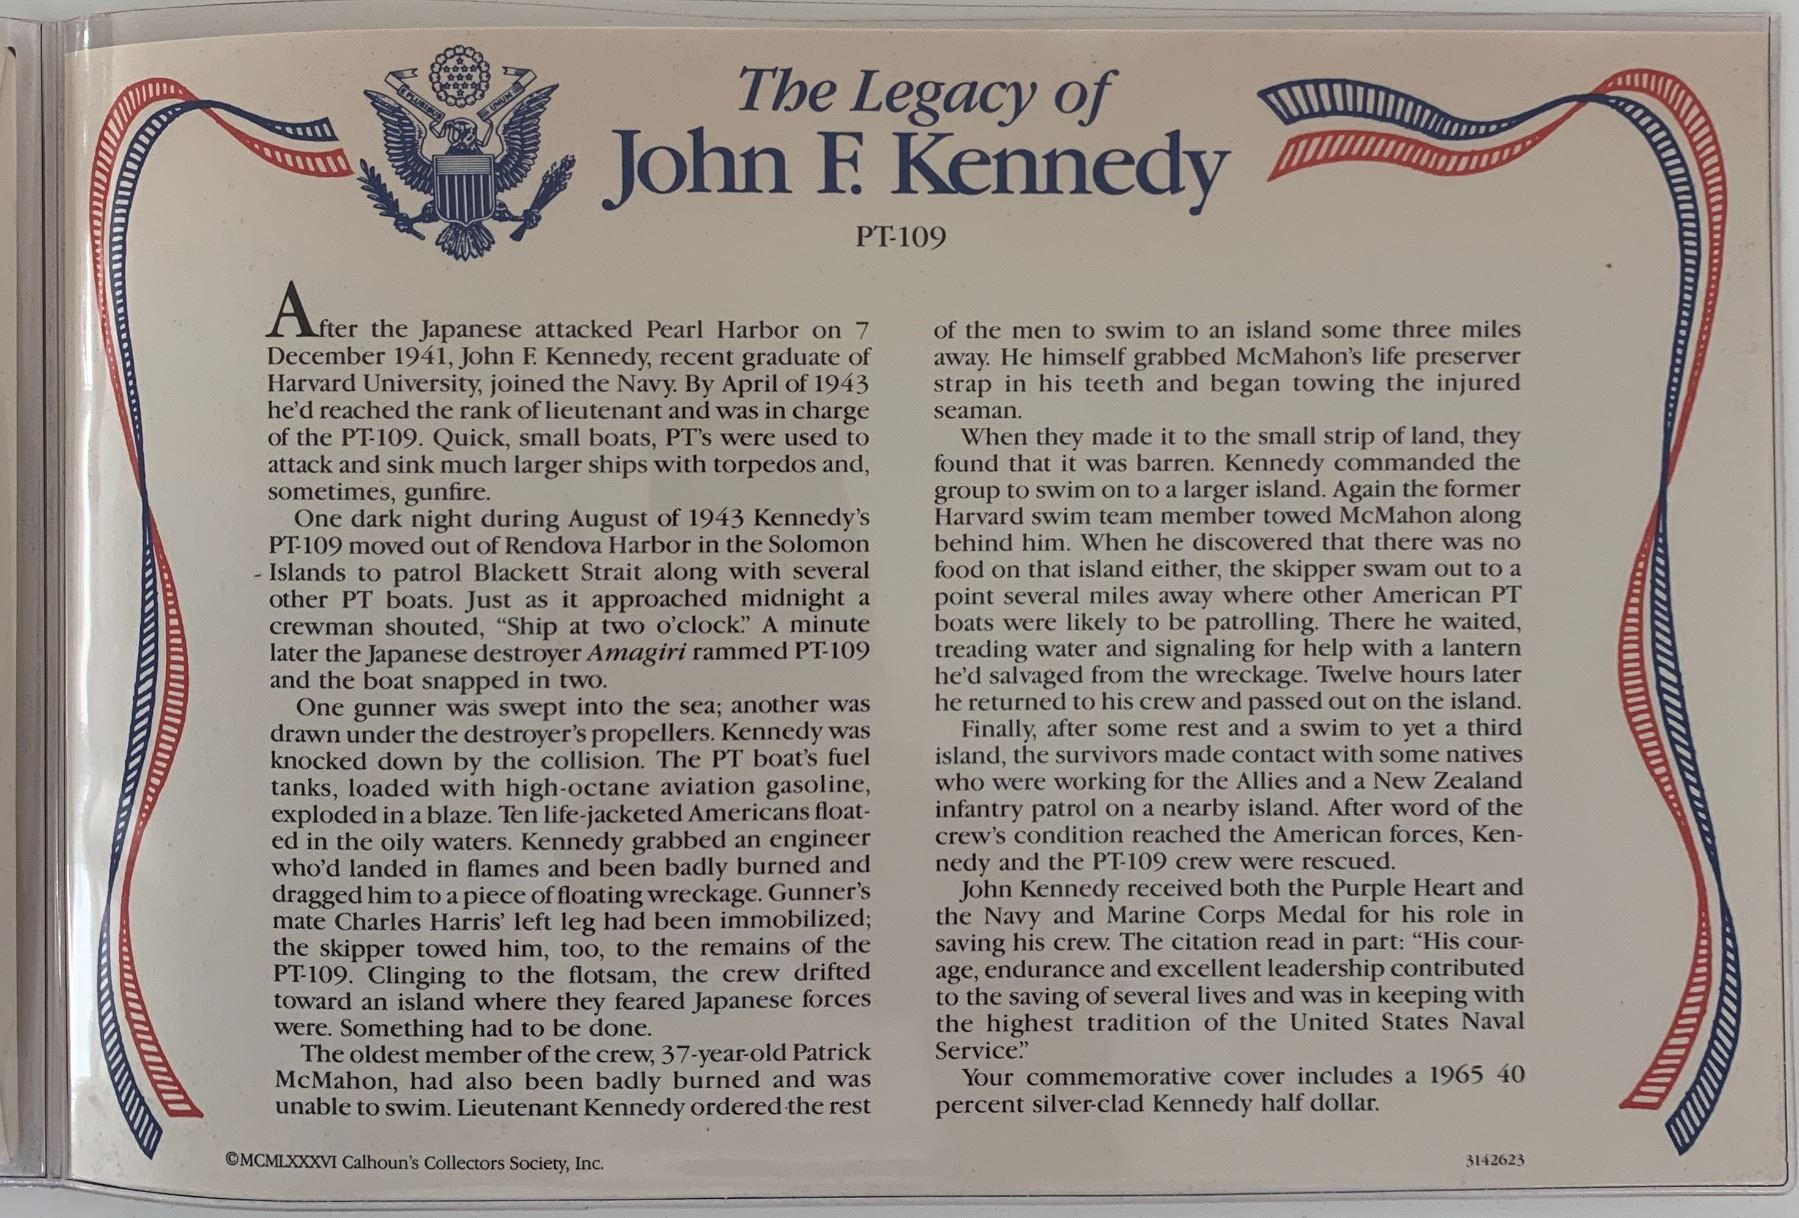 E PLURIBUS UNUM
The Legacy of
John F. Kennedy
PT-109
After the Japanese attacked Pearl Harbor on 7
December 1941, John F. Kennedy, recent graduate of
Harvard University, joined the Navy. By April of 1943
he'd reached the rank of lieutenant and was in charge
of the PT-109. Quick, small boats, PT's were used to
attack and sink much larger ships with torpedos and,
sometimes, gunfire.
One dark night during August of 1943 Kennedy's
PT-109 moved out of Rendova Harbor in the Solomon
Islands to patrol Blackett Strait along with several
other PT boats. Just as it approached midnight a
crewman shouted, "Ship at two o'clock." A minute
later the Japanese destroyer Amagiri rammed PT-109
and the boat snapped in two.
One gunner was swept into the sea; another was
drawn under the destroyer's propellers. Kennedy was
knocked down by the collision. The PT boat's fuel
tanks, loaded with high-octane aviation gasoline,
exploded in a blaze. Ten life-jacketed Americans float-
ed in the oily waters. Kennedy grabbed an engineer
who'd landed in flames and been badly burned and
dragged him to a piece of floating wreckage. Gunner's
mate Charles Harris' left leg had been immobilized;
the skipper towed him, too, to the remains of the
PT-109. Clinging to the flotsam, the crew drifted
toward an island where they feared Japanese forces
were. Something had to be done.
The oldest member of the crew, 37-year-old Patrick
McMahon, had also been badly burned and was
unable to swim. Lieutenant Kennedy ordered the rest
of the men to swim to an island some three miles
away. He himself grabbed McMahon's life preserver
strap in his teeth and began towing the injured
seaman.
When they made it to the small strip of land, they
found that it was barren. Kennedy commanded the
group to swim on to a larger island. Again the former
Harvard swim team member towed McMahon along
behind him. When he discovered that there was no
food on that island either, the skipper swam out to a
point several miles away where other American PT
boats were likely to be patrolling. There he waited,
treading water and signaling for help with a lantern
he'd salvaged from the wreckage. Twelve hours later
he returned to his crew and passed out on the island.
Finally, after some rest and a swim to yet a third
island, the survivors made contact with some natives
who were working for the Allies and a New Zealand
infantry patrol on a nearby island. After word of the
crew's condition reached the American forces, Ken-
nedy and the PT-109 crew were rescued.
John Kennedy received both the Purple Heart and
the Navy and Marine Corps Medal for his role in
saving his crew. The citation read in part: "His cour-
age, endurance and excellent leadership contributed
to the saving of several lives and was in keeping with
the highest tradition of the United States Naval
Service."
Your commemorative cover includes a 1965 40
percent silver-clad Kennedy half dollar.
©MCMLXXXVI Calhoun's Collectors Society, Inc.
3142623